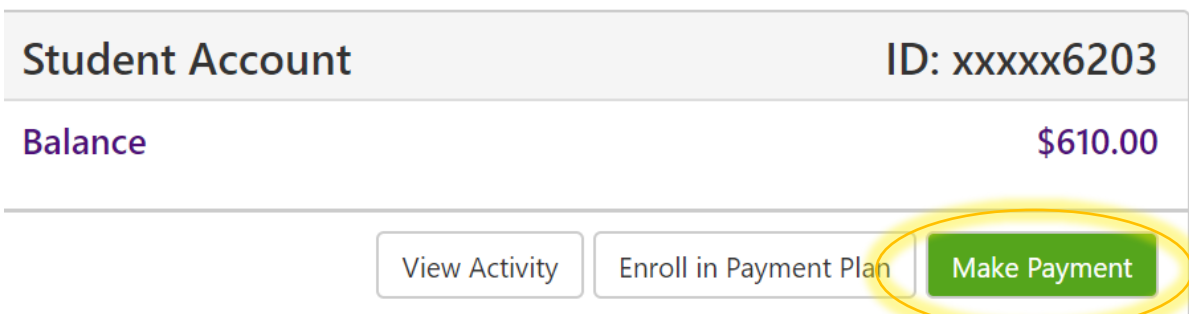 Student Account ID: xxxxx6203
Balance $610.00
View Activity Enroll in Payment Plan Make Payment